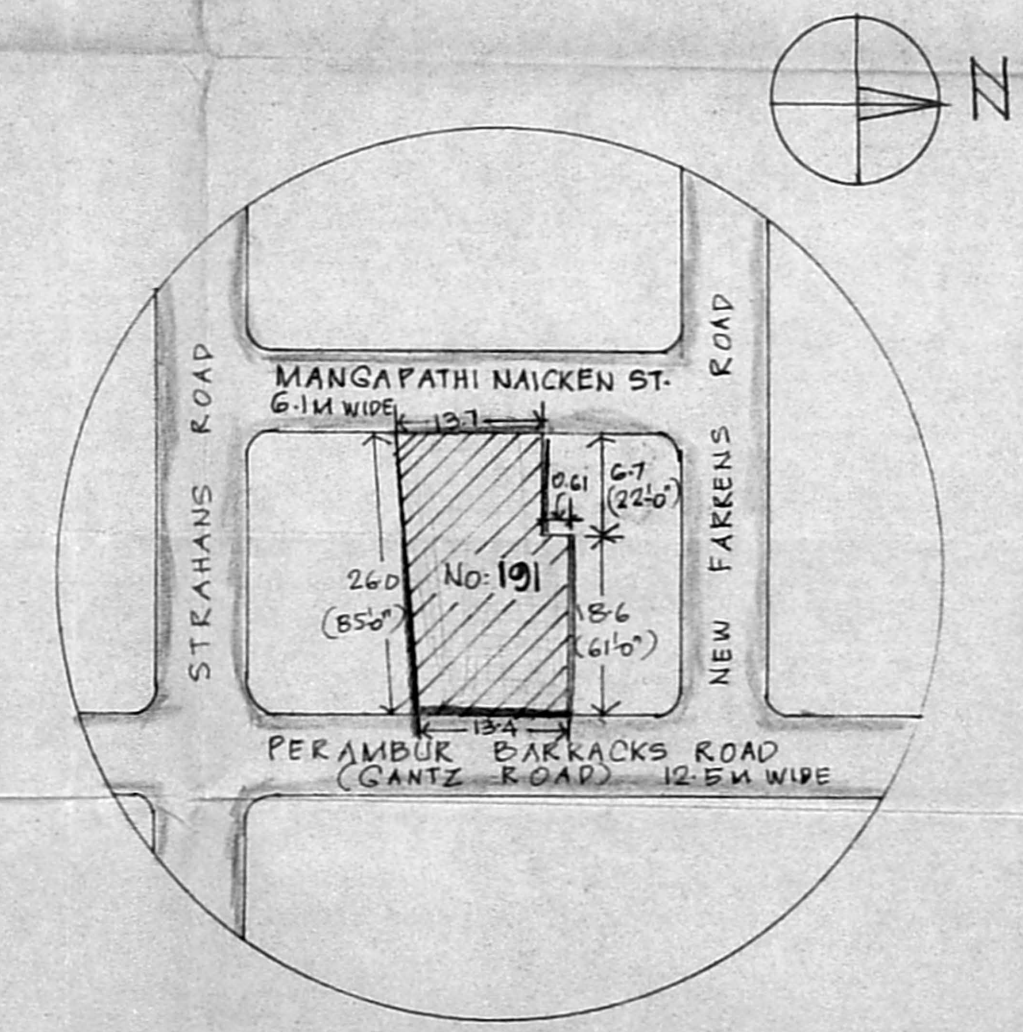 N
MANGAPATHI NAICKEN ST.
6.1M WIDE
13.7
STRAHANS ROAD
NEW FARRENS ROAD
0.61
6.7
(22'-0")
26.0
(85'-0")
No: 191
18.6
(61'-0")
13.4
PERAMBUR BARRACKS ROAD
(GANTZ ROAD) 12.5M WIDE